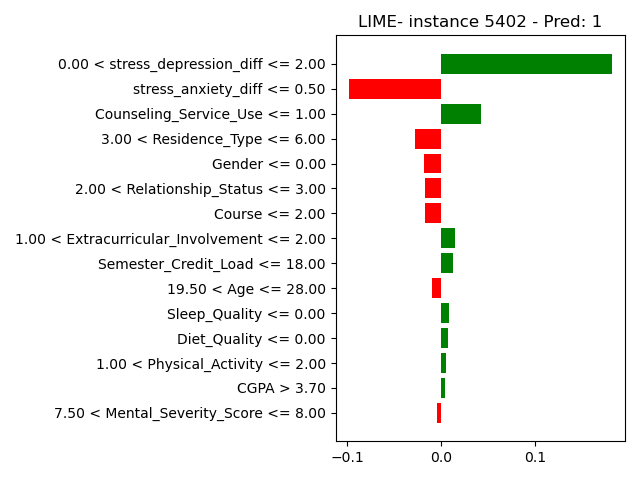 LIME- instance 5402 - Pred: 1
0.00 < stress_depression_diff <= 2.00
stress_anxiety_diff <= 0.50
Counseling_Service_Use <= 1.00
3.00 < Residence_Type <= 6.00
Gender <= 0.00
2.00 < Relationship_Status <= 3.00
Course <= 2.00
1.00 < Extracurricular_Involvement <= 2.00
Semester_Credit_Load <= 18.00
19.50 < Age <= 28.00
Sleep_Quality <= 0.00
Diet_Quality <= 0.00
1.00 < Physical_Activity <= 2.00
CGPA > 3.70
7.50 < Mental_Severity_Score <= 8.00
−0.1 0.0 0.1